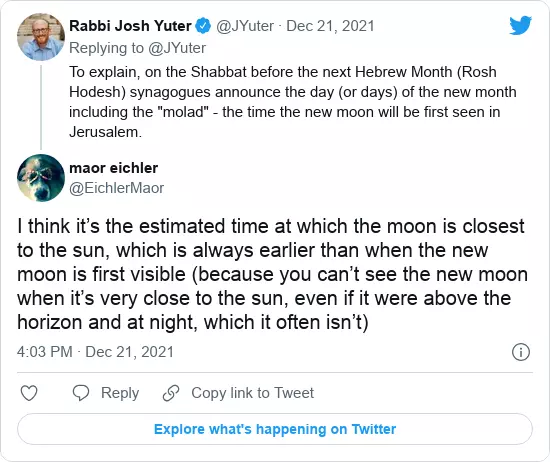 Rabbi Josh Yuter @JYuter · Dec 21, 2021
Replying to @JYuter
To explain, on the Shabbat before the next Hebrew Month (Rosh
Hodesh) synagogues announce the day (or days) of the new month
including the "molad" - the time the new moon will be first seen in
Jerusalem.
maor eichler
@EichlerMaor
I think it’s the estimated time at which the moon is closest
to the sun, which is always earlier than when the new
moon is first visible (because you can’t see the new moon
when it’s very close to the sun, even if it were above the
horizon and at night, which it often isn’t)
4:03 PM · Dec 21, 2021
Reply Copy link to Tweet
Explore what's happening on Twitter